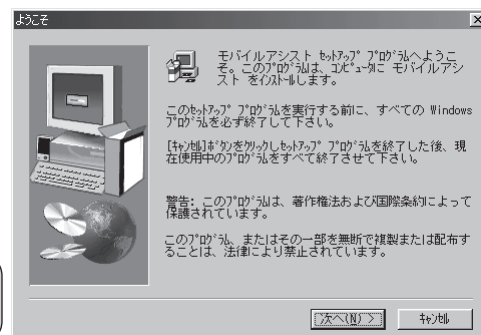 ようこそ
モバイルアシスト ｾｯﾄｱｯﾌﾟ ﾌﾟﾛｸﾞﾗﾑへようこ
そ。このﾌﾟﾛｸﾞﾗﾑは、ｺﾝﾋﾟｭｰﾀに モバイルアシ
スト をｲﾝｽﾄｰﾙします。
このｾｯﾄｱｯﾌﾟ ﾌﾟﾛｸﾞﾗﾑを実行する前に、すべての Windows
ﾌﾟﾛｸﾞﾗﾑを必ず終了して下さい。
[ｷｬﾝｾﾙ]ﾎﾞﾀﾝをｸﾘｯｸしｾｯﾄｱｯﾌﾟ ﾌﾟﾛｸﾞﾗﾑを終了した後、現
在使用中のﾌﾟﾛｸﾞﾗﾑをすべて終了させて下さい。
警告: このﾌﾟﾛｸﾞﾗﾑは、著作権法および国際条約によって
保護されています。
このﾌﾟﾛｸﾞﾗﾑ、またはその一部を無断で複製または配布す
ることは、法律により禁止されています。
次へ(N) >
ｷｬﾝｾﾙ